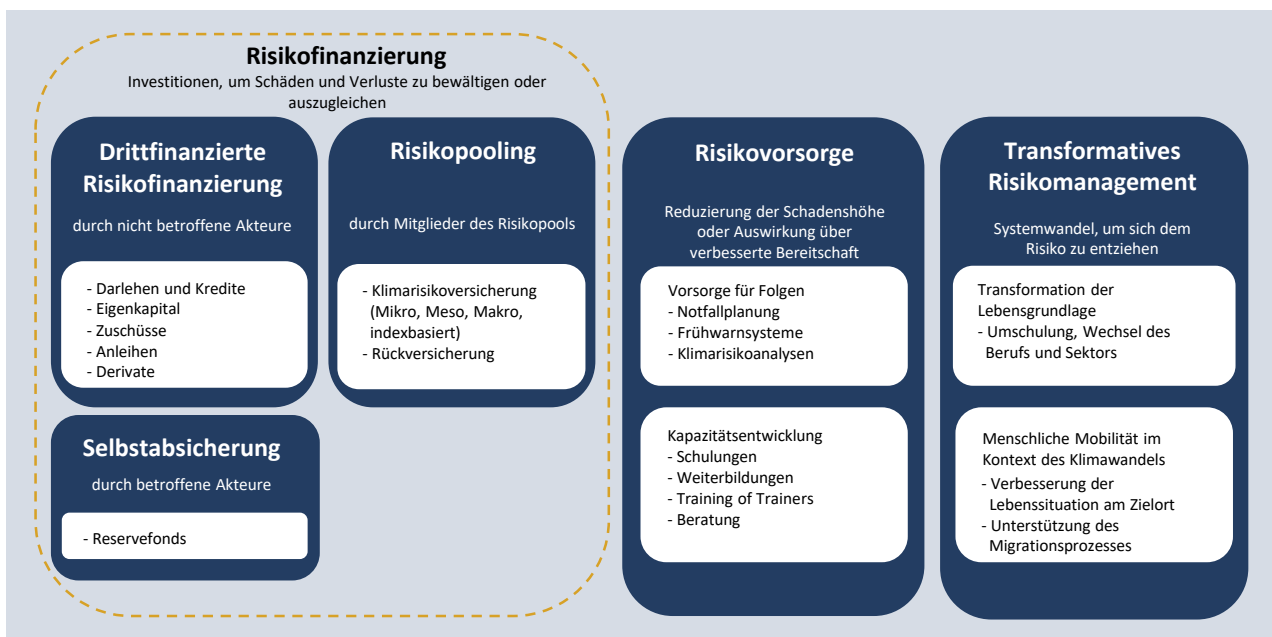 Risikofinanzierung
Investitionen, um Schäden und Verluste zu bewältigen oder
auszugleichen
Drittfinanzierte
Risikofinanzierung
durch nicht betroffene Akteure
- Darlehen und Kredite
- Eigenkapital
- Zuschüsse
- Anleihen
- Derivate
Selbstabsicherung
durch betroffene Akteure
- Reservefonds
Risikopooling
durch Mitglieder des Risikopools
- Klimarisikoversicherung
(Mikro, Meso, Makro,
indexbasiert)
- Rückversicherung
Risikovorsorge
Reduzierung der Schadenshöhe
oder Auswirkung über
verbesserte Bereitschaft
Vorsorge für Folgen
- Notfallplanung
- Frühwarnsysteme
- Klimarisikoanalysen
Kapazitätsentwicklung
- Schulungen
- Weiterbildungen
- Training of Trainers
- Beratung
Transformatives
Risikomanagement
Systemwandel, um sich dem
Risiko zu entziehen
Transformation der
Lebensgrundlage
- Umschulung, Wechsel des
Berufs und Sektors
Menschliche Mobilität im
Kontext des Klimawandels
- Verbesserung der
Lebenssituation am Zielort
- Unterstützung des
Migrationsprozesses